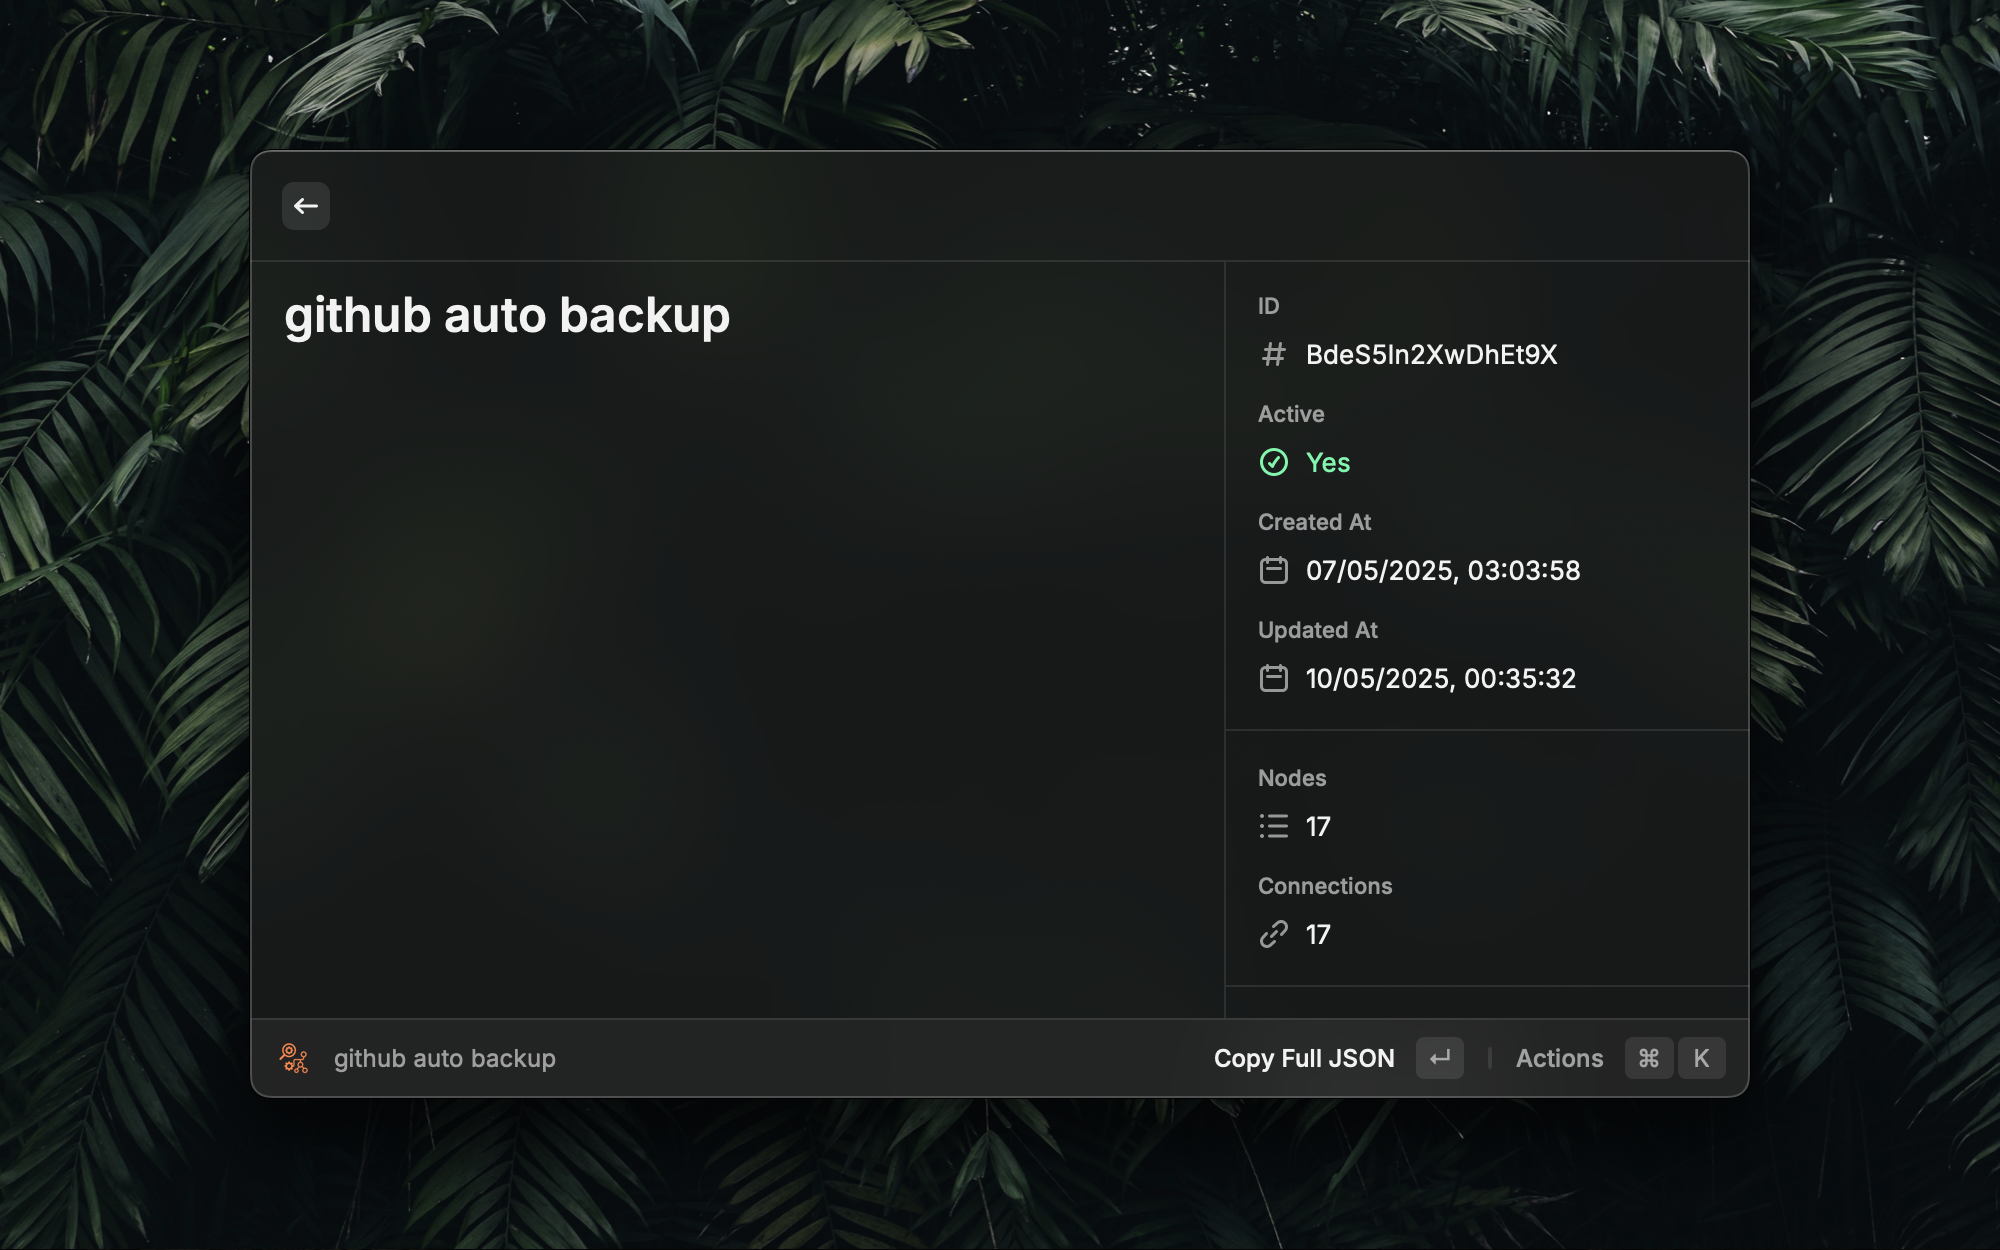 github auto backup
ID
BdeS5In2XwDhEt9X
Active
Yes
Created At
07/05/2025, 03:03:58
Updated At
10/05/2025, 00:35:32
Nodes
17
Connections
17
github auto backup
Copy Full JSON
Actions ⌘ K